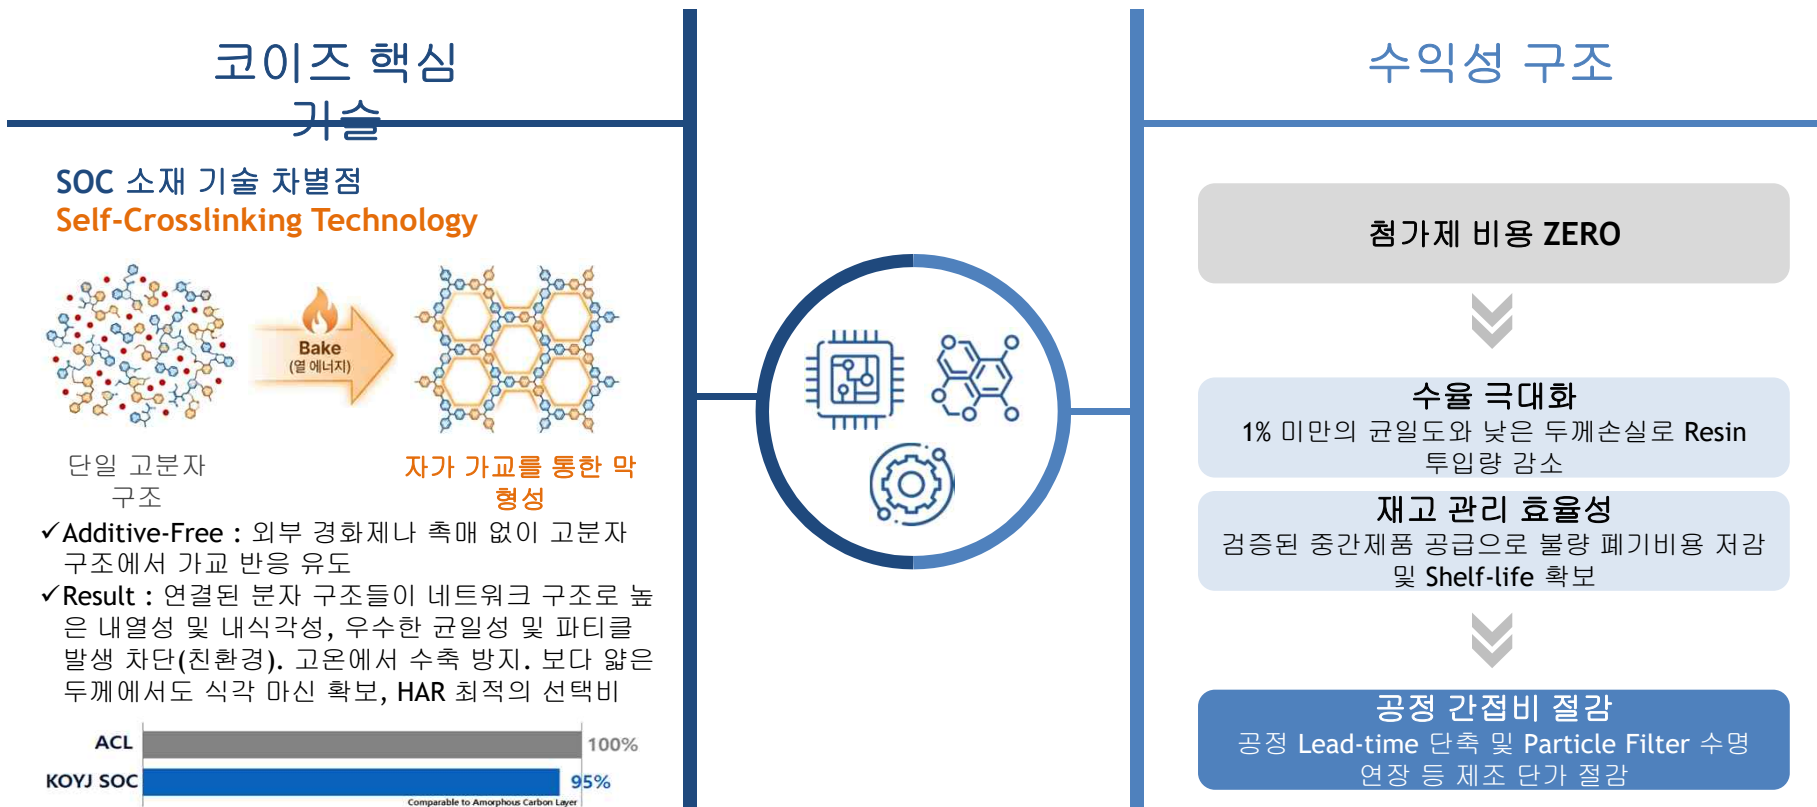 코이즈 핵심
기술
SOC 소재 기술 차별점
Self-Crosslinking Technology
Bake
(열 에너지)
단일 고분자
구조
자가 가교를 통한 막
형성
✓Additive-Free : 외부 경화제나 촉매 없이 고분자
구조에서 가교 반응 유도
✓Result : 연결된 분자 구조들이 네트워크 구조로 높
은 내열성 및 내식각성, 우수한 균일성 및 파티클
발생 차단(친환경). 고온에서 수축 방지. 보다 얇은
두께에서도 식각 마신 확보, HAR 최적의 선택비
ACL 100%
KOYJ SOC 95%
Comparable to Amorphous Carbon Layer
수익성 구조
첨가제 비용 ZERO
수율 극대화
1% 미만의 균일도와 낮은 두께손실로 Resin
투입량 감소
재고 관리 효율성
검증된 중간제품 공급으로 불량 폐기비용 저감
및 Shelf-life 확보
공정 간접비 절감
공정 Lead-time 단축 및 Particle Filter 수명
연장 등 제조 단가 절감